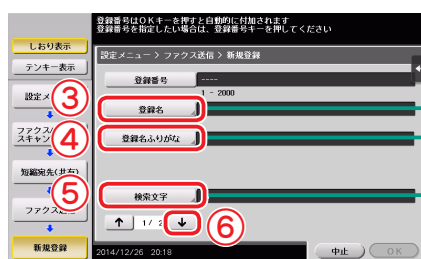 登録番号はOKキーを押すと自動的に付加されます
登録番号を指定したい場合は、登録番号キーを押してください
しおり表示
テンキー表示
設定メニュー > ファクス送信 > 新規登録
登録番号
----
1 - 2000
設定メ
③
登録名
ファクス
スキャン
④
登録名ふりがな
短縮宛先(共有)
⑤
検索文字
ファクス送信
↑ 1/ 2 ↓
⑥
新規登録
2014/12/26 20:18
中止
OK